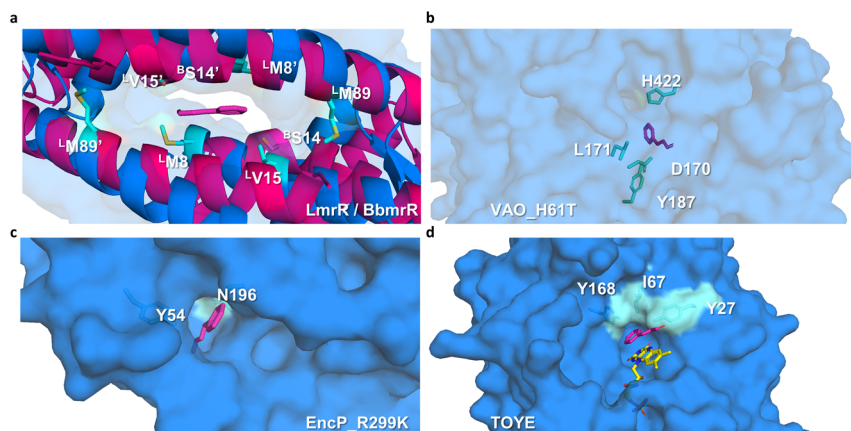 a
ᴸV15'
ᴮS14'
ᴸM8'
ᴸM89
ᴸM89'
ᴸM8
ᴮS14
ᴸV15
LmrR / BbmrR
b
H422
L171
D170
Y187
VAO_H61T
c
Y54
N196
EncP_R299K
d
Y168
I67
Y27
TOYE